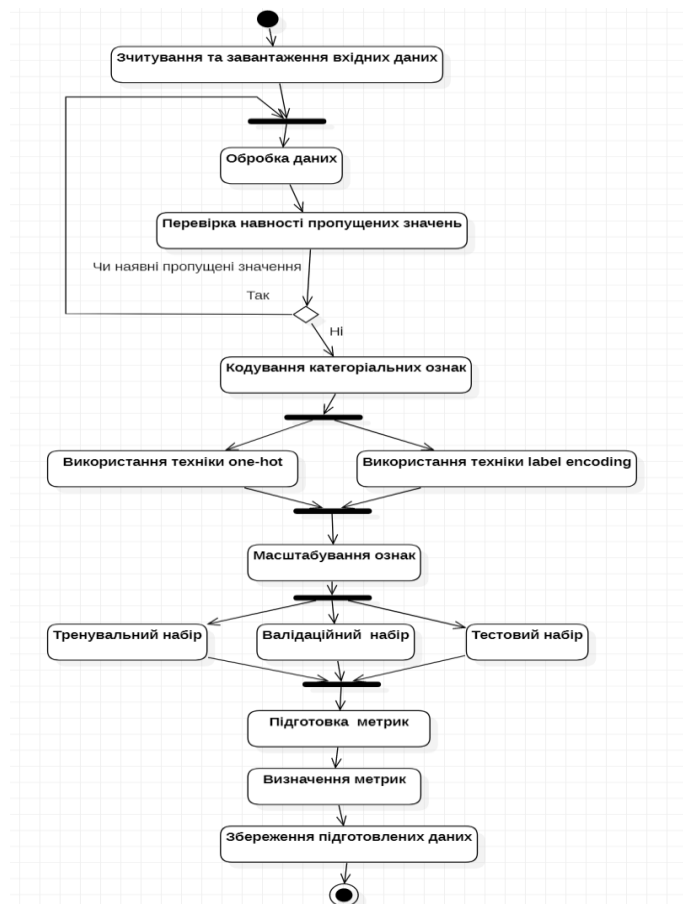 Зчитування та завантаження вхідних даних
Обробка даних
Перевірка навності пропущених значень
Чи наявні пропущені значення
Так
Ні
Кодування категоріальних ознак
Використання техніки one-hot
Використання техніки label encoding
Масштабування ознак
Тренувальний набір
Валідаційний набір
Тестовий набір
Підготовка метрик
Визначення метрик
Збереження підготовлених даних